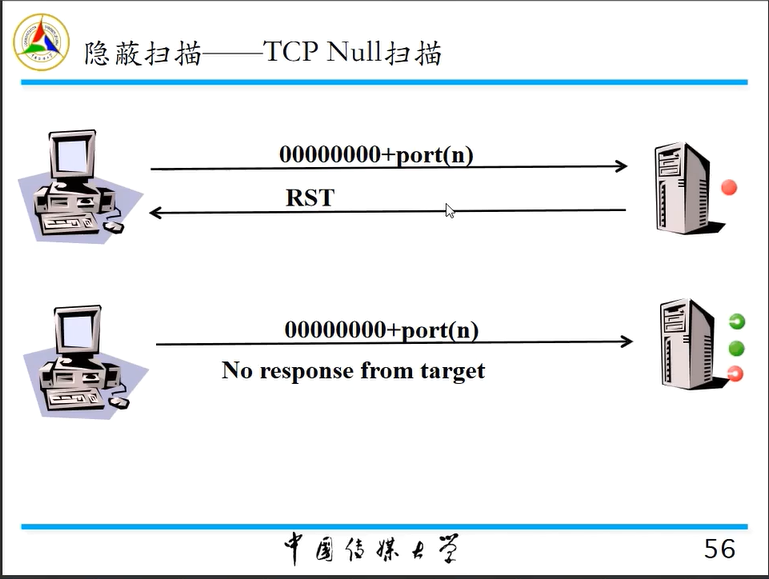 隐蔽扫描——TCP Null扫描
00000000+port(n)
RST
00000000+port(n)
No response from target
中国传媒大学
56